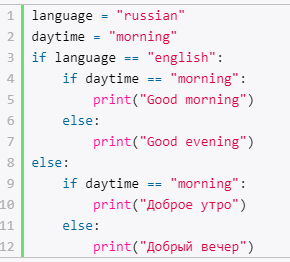 1 language = "russian"
2 daytime = "morning"
3 if language == "english":
4     if daytime == "morning":
5         print("Good morning")
6     else:
7         print("Good evening")
8 else:
9     if daytime == "morning":
10         print("Доброе утро")
11     else:
12         print("Добрый вечер")